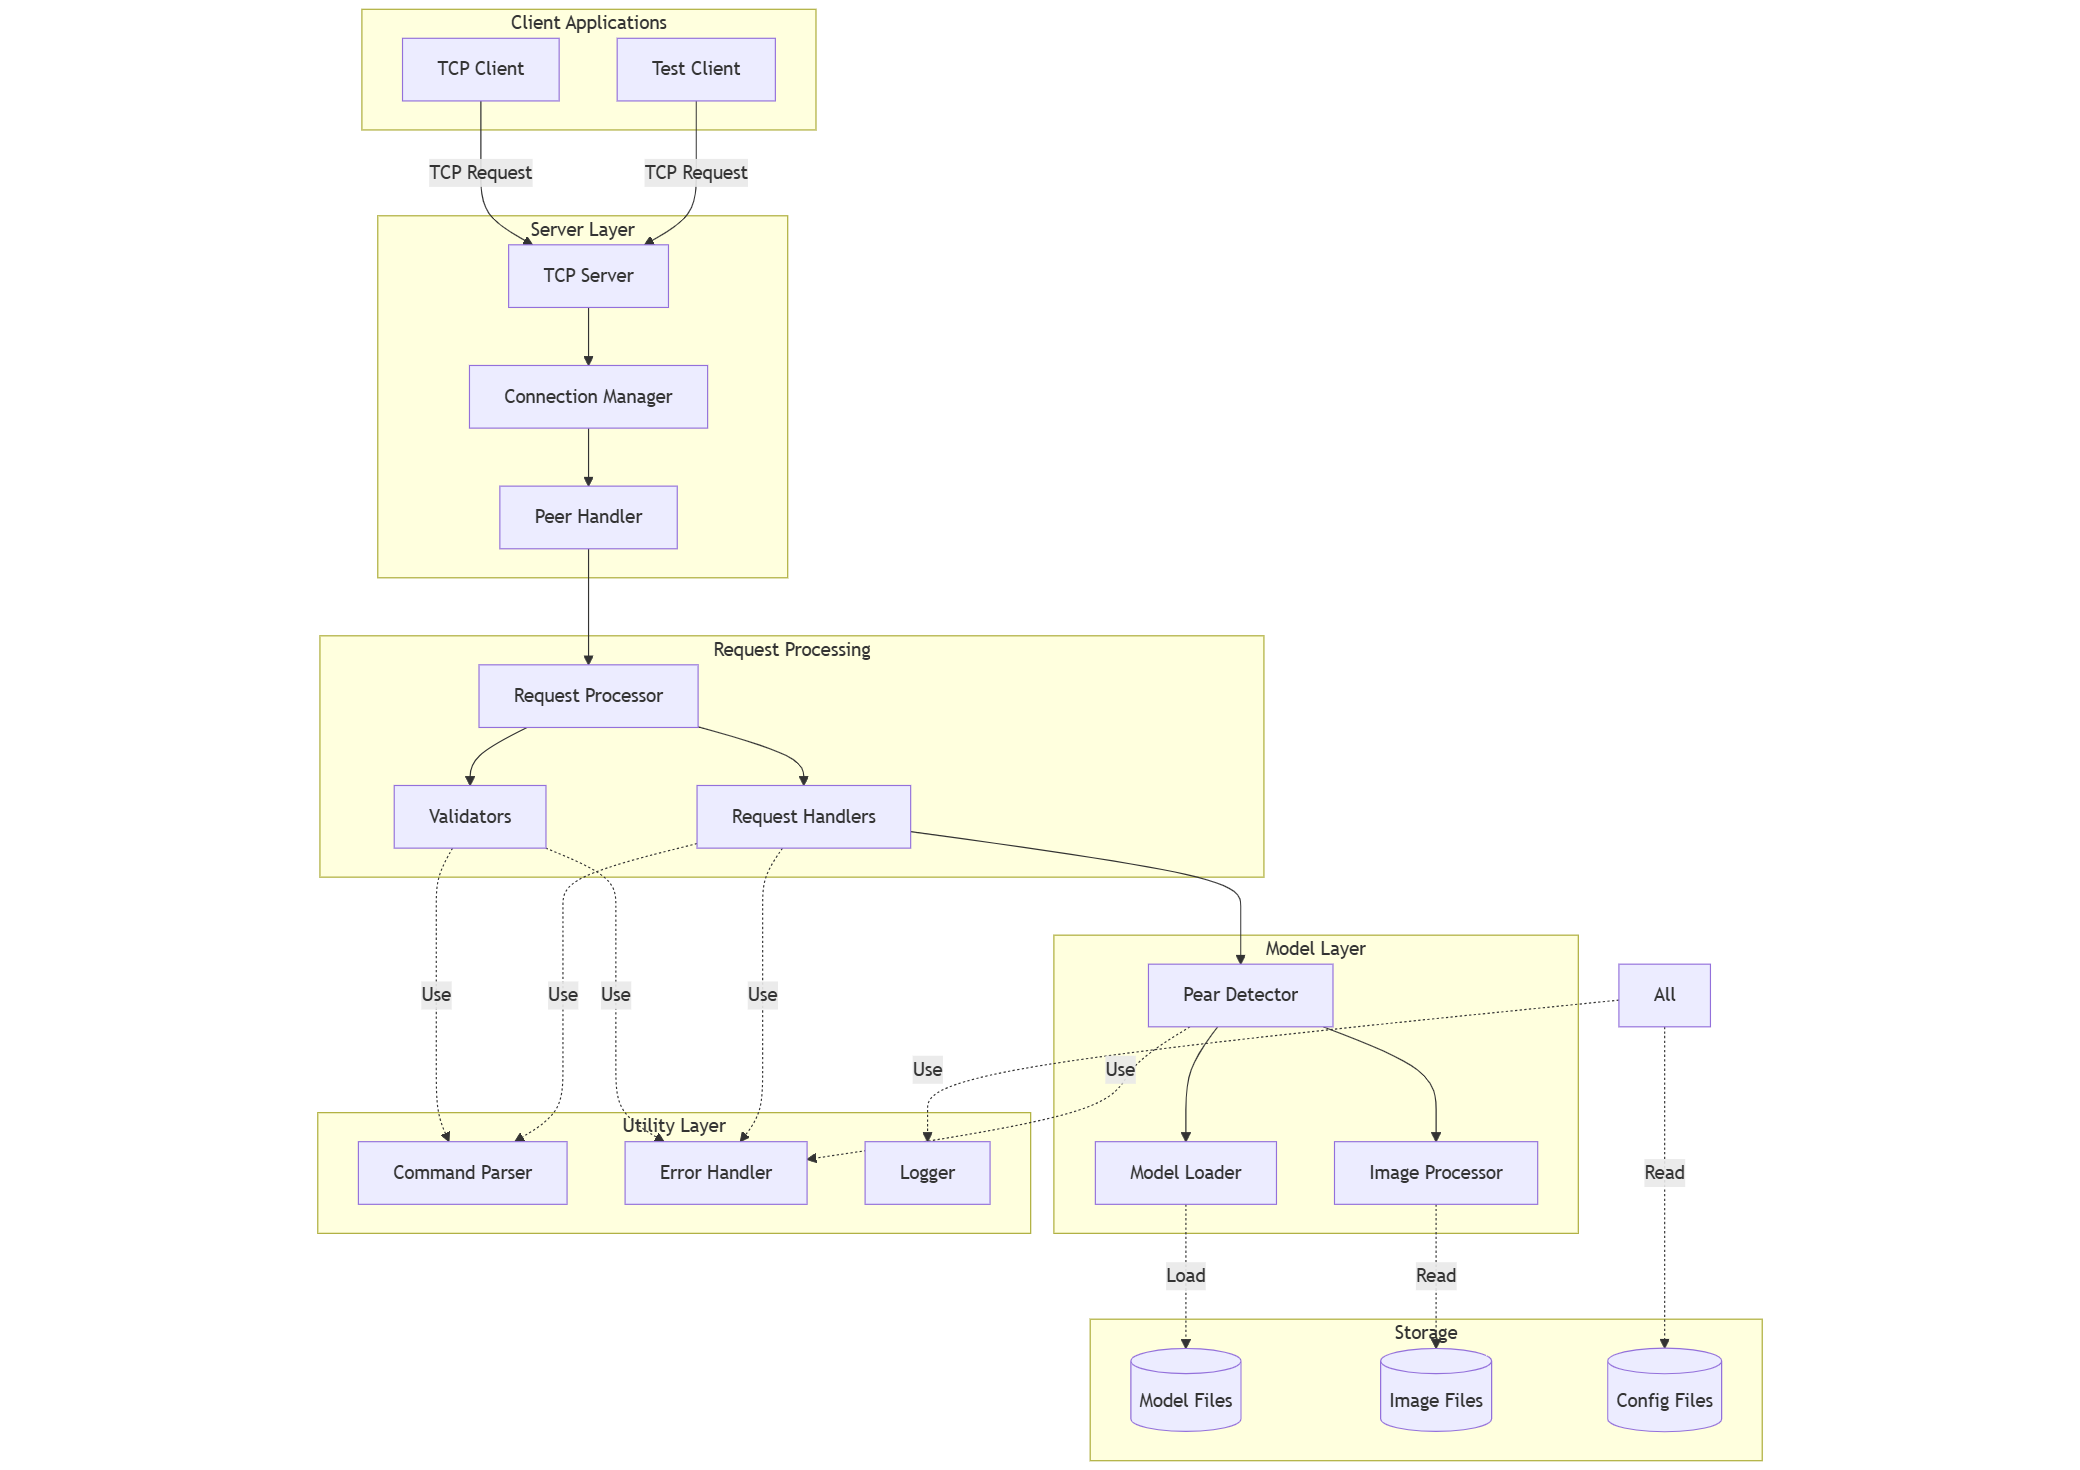 Client Applications
TCP Client
Test Client
TCP Request
TCP Request
Server Layer
TCP Server
Connection Manager
Peer Handler
Request Processing
Request Processor
Validators
Request Handlers
Model Layer
Pear Detector
All
Use
Use
Use
Use
Use
Use
Utility Layer
Command Parser
Error Handler
Logger
Model Loader
Image Processor
Read
Load
Read
Storage
Model Files
Image Files
Config Files